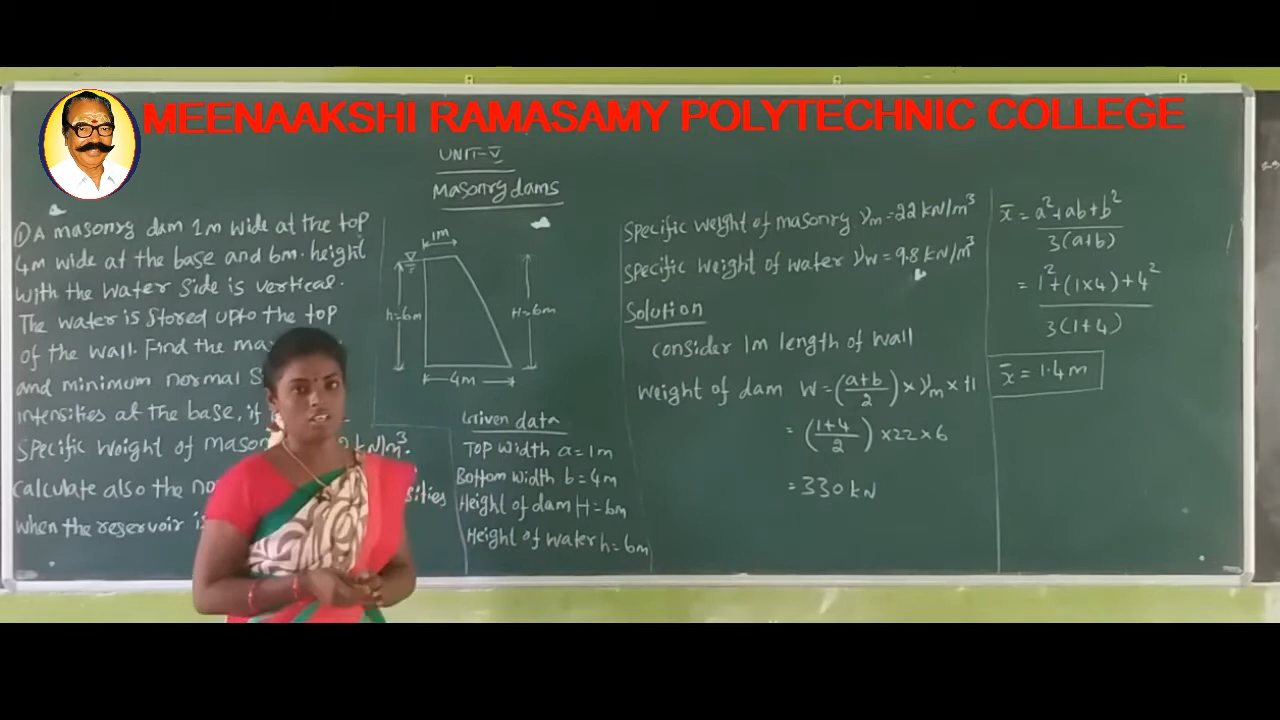 MEENAAKSHI RAMASAMY POLYTECHNIC COLLEGE
UNIT-V
Masonry dams
① A masonry dam 1m wide at the top
4m wide at the base and 6m. height
with the water side is vertical.
The water is stored upto the top
of the wall. Find the
and minimum normal
intensities at the base, if
Specific weight of kN/m³.
calculate also the
when the reservoir is
1m
h=6m
H=6m
4m
Given data
Top width a=1m
Bottom width b=4m
Height of dam H=6m
Height of water h=6m
Specific weight of masonry γm=22 kN/m³
Specific weight of water γw=9.8 kN/m³
Solution
consider 1m length of wall
weight of dam W=(a+b/2)×γm×H
=(1+4/2)×22×6
=330 kN
x̄ = a²+ab+b² / 3(a+b)
= 1²+(1×4)+4² / 3(1+4)
x̄ = 1.4m